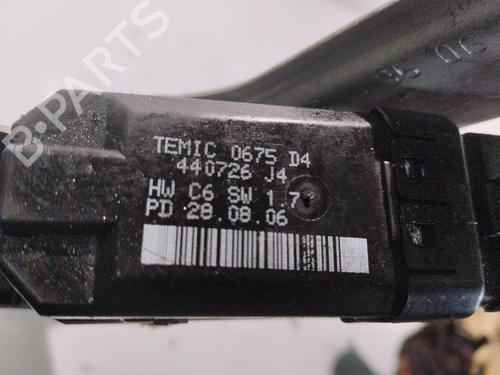 B-PARTS
TEMIC 0675 D4
440726 J4
HW C6 SW 1.7
PD 28.08.06